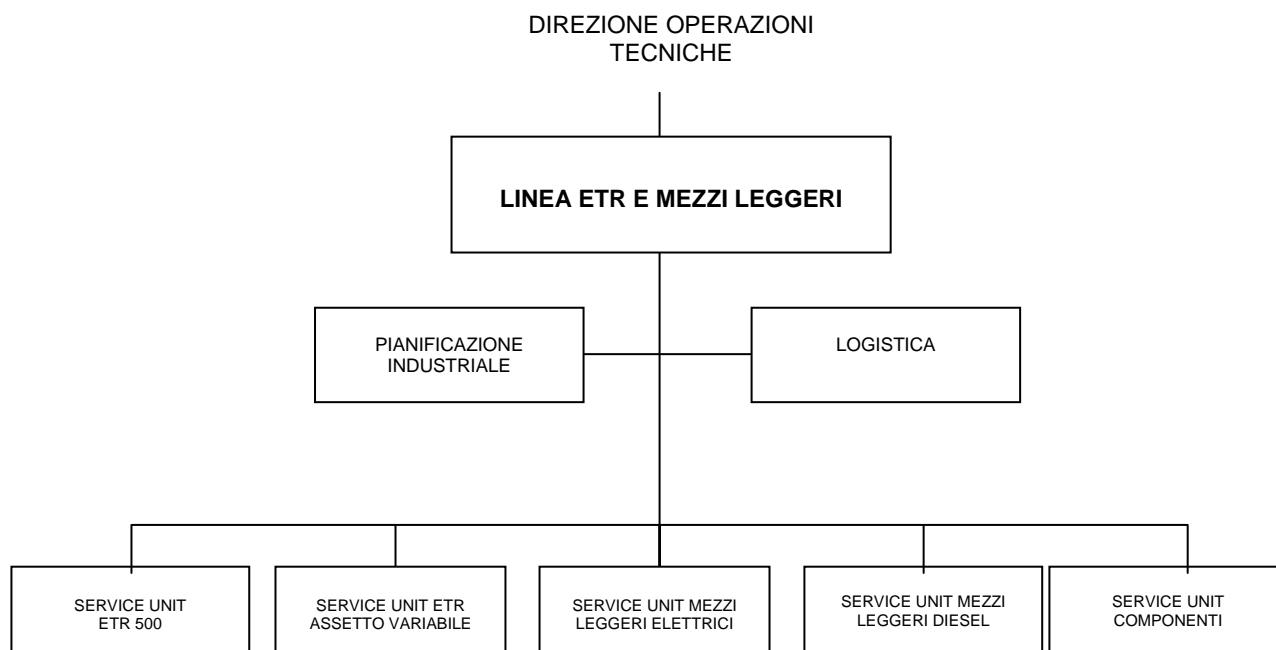 DIREZIONE OPERAZIONI
TECNICHE
LINEA ETR E MEZZI LEGGERI
PIANIFICAZIONE
INDUSTRIALE
LOGISTICA
SERVICE UNIT
ETR 500
SERVICE UNIT ETR
ASSETTO VARIABILE
SERVICE UNIT MEZZI
LEGGERI ELETTRICI
SERVICE UNIT MEZZI
LEGGERI DIESEL
SERVICE UNIT
COMPONENTI